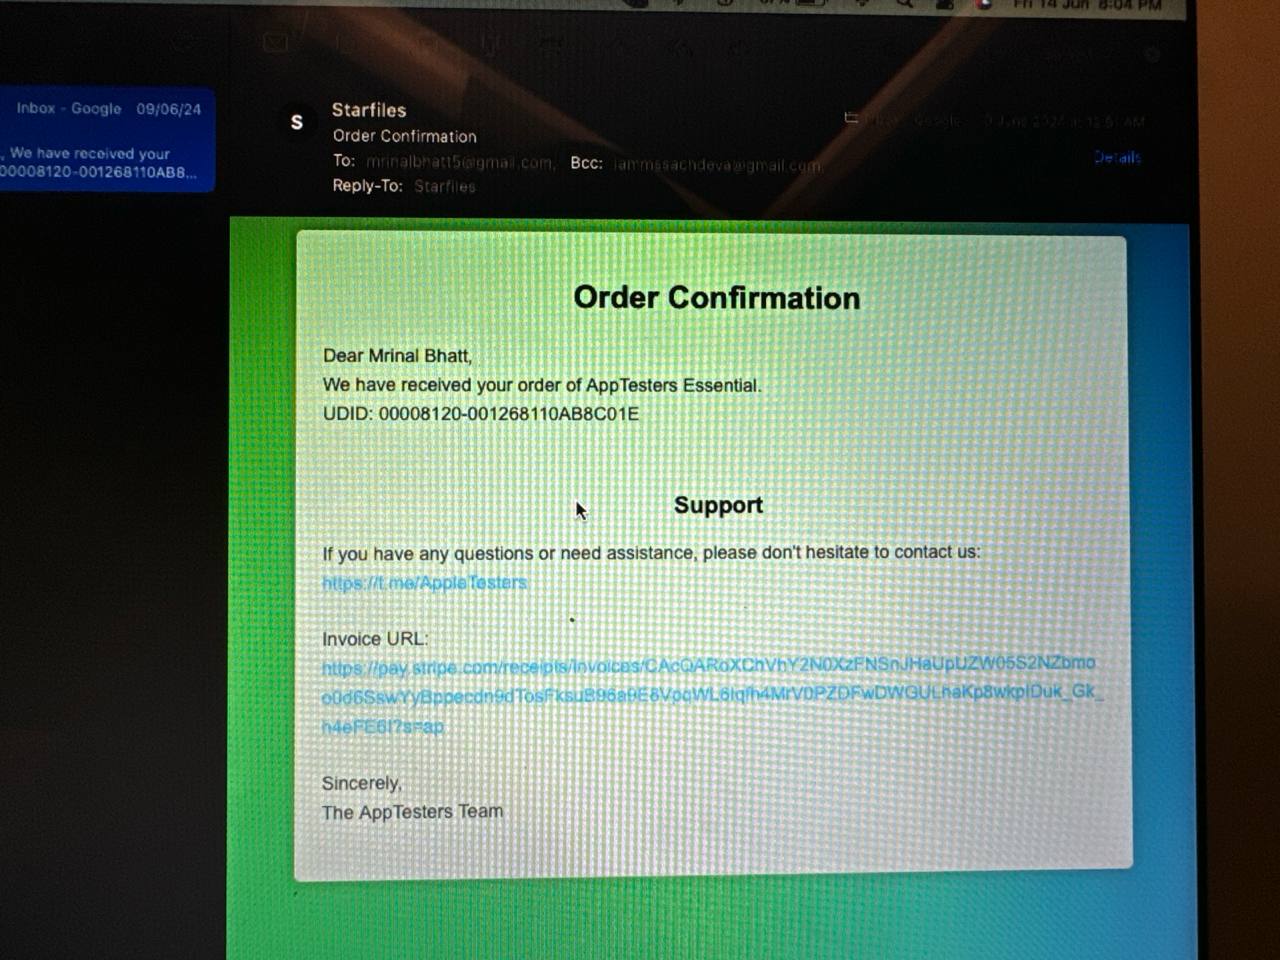 Fri 14 Jun 8:04 PM
Inbox - Google 09/06/24
, We have received your
00008120-001268110AB8...
S
Starfiles
Order Confirmation
To: mrinalbhatt5@gmail.com, Bcc: iammssachdeva@gmail.com,
Reply-To: Starfiles
Details
Order Confirmation
Dear Mrinal Bhatt,
We have received your order of AppTesters Essential.
UDID: 00008120-001268110AB8C01E
Support
If you have any questions or need assistance, please don't hesitate to contact us:
https://t.me/AppleTesters
Invoice URL:
https://pay.stripe.com/receipts/invoices/CAcQARoXChVhY2N0XzFNSnJHaUpUZW05S2NZbmo
h4eFE6I?s=ap
Sincerely,
The AppTesters Team